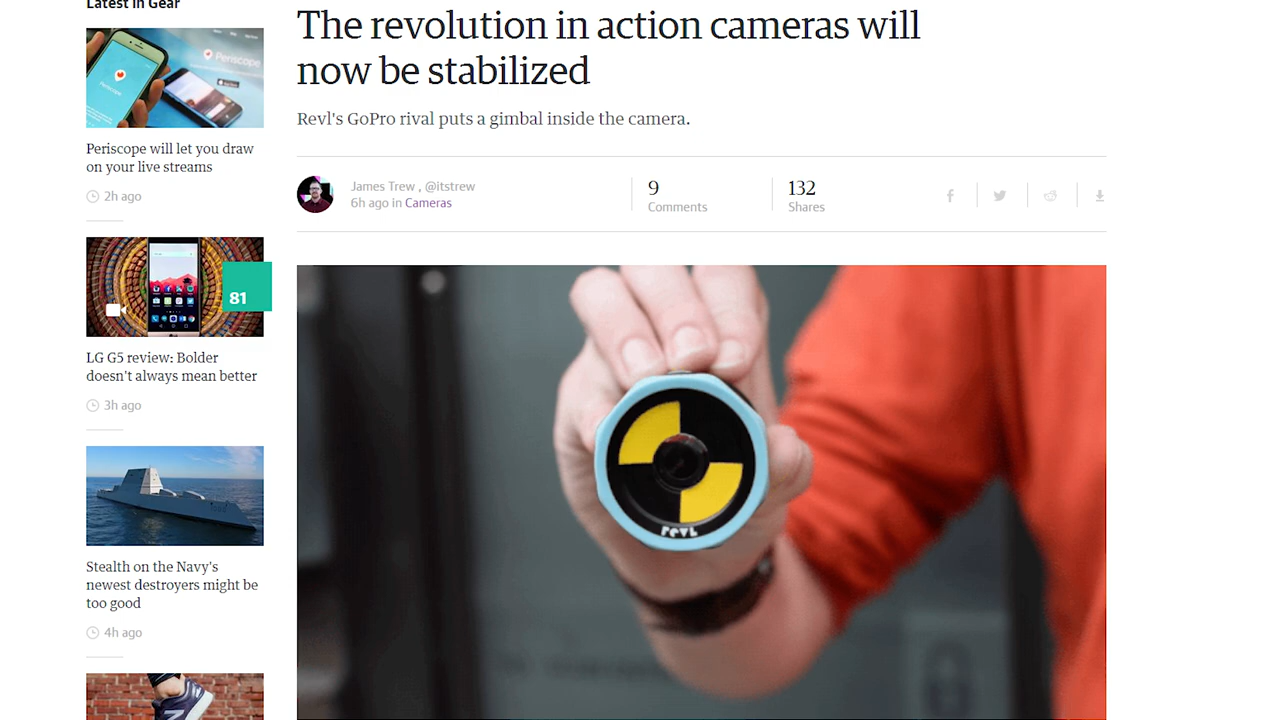 Latest in Gear
Periscope
Periscope
Periscope will let you draw
on your live streams
2h ago
81
LG G5 review: Bolder
doesn't always mean better
3h ago
Stealth on the Navy's
newest destroyers might be
too good
4h ago
The revolution in action cameras will
now be stabilized
Revl's GoPro rival puts a gimbal inside the camera.
James Trew , @itstrew
6h ago in Cameras
9
Comments
132
Shares
revl